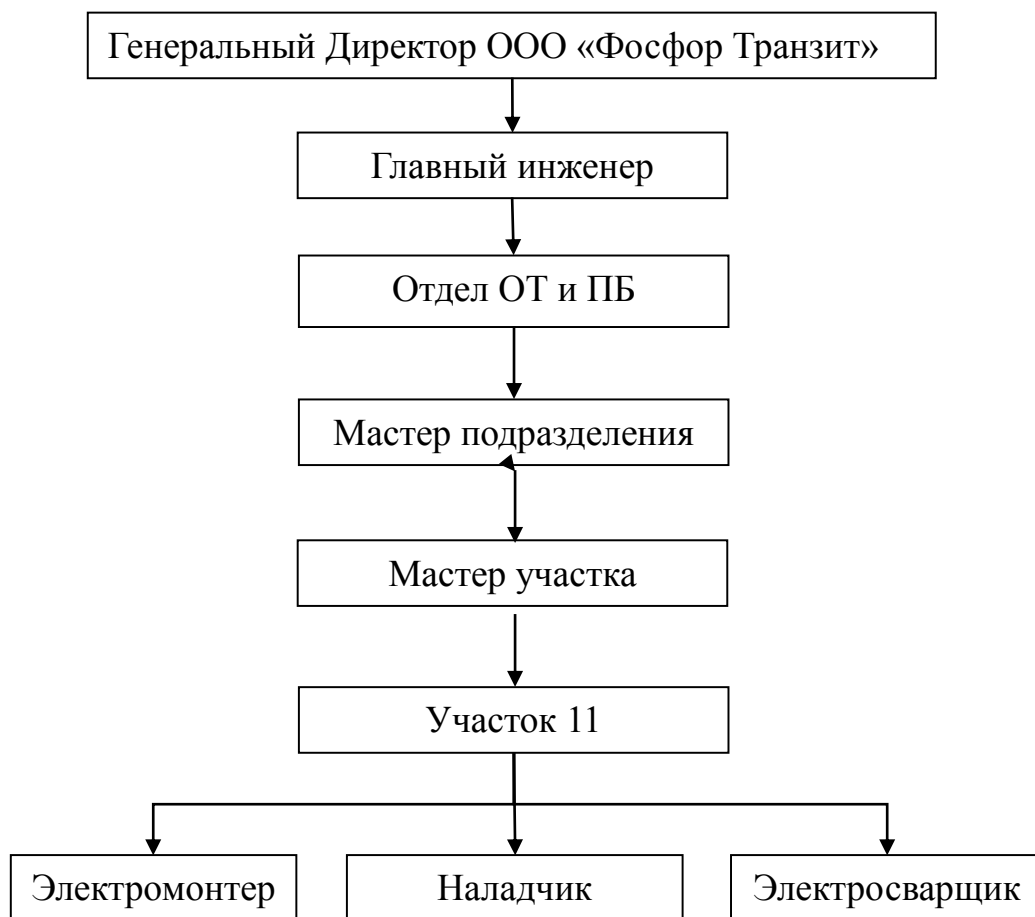 Генеральный Директор ООО «Фосфор Транзит»
Главный инженер
Отдел ОТ и ПБ
Мастер подразделения
Мастер участка
Участок 11
Электромонтер
Наладчик
Электросварщик